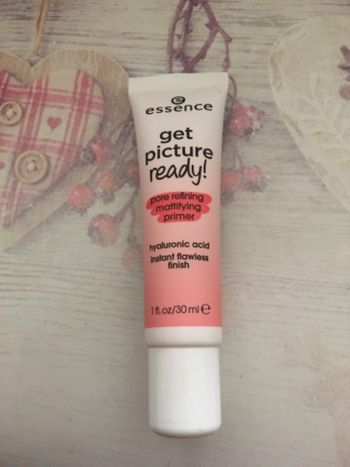 essence
get
picture
ready!
pore refining
mattifying
primer
hyaluronic acid
instant flawless
finish
1 fl.oz/30 ml ℮